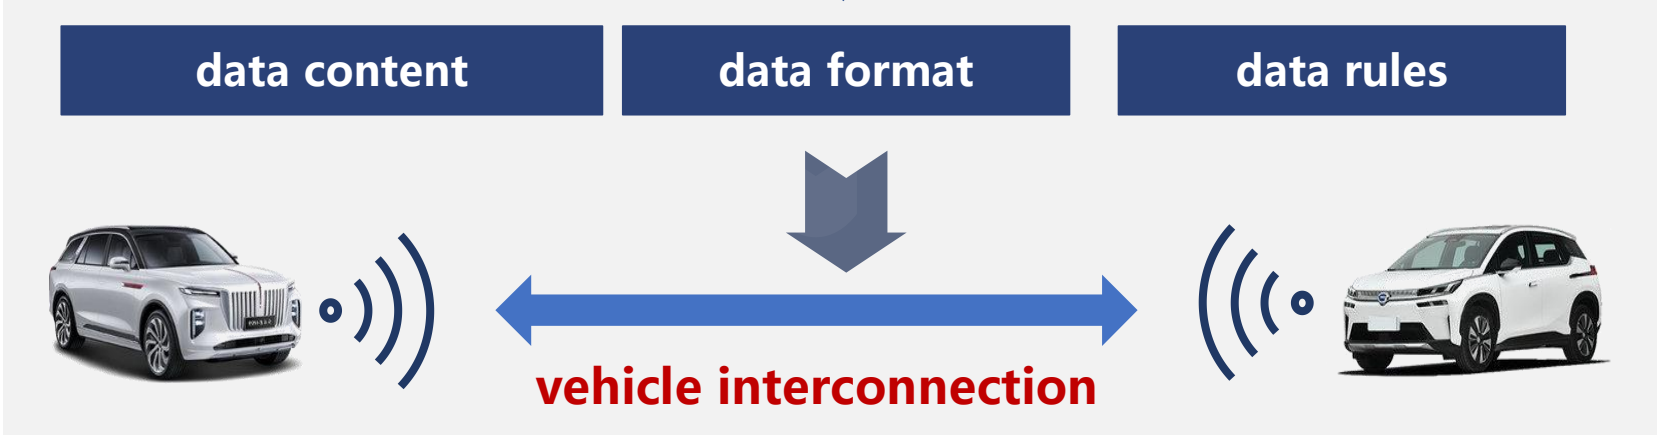 data content
data format
data rules
vehicle interconnection